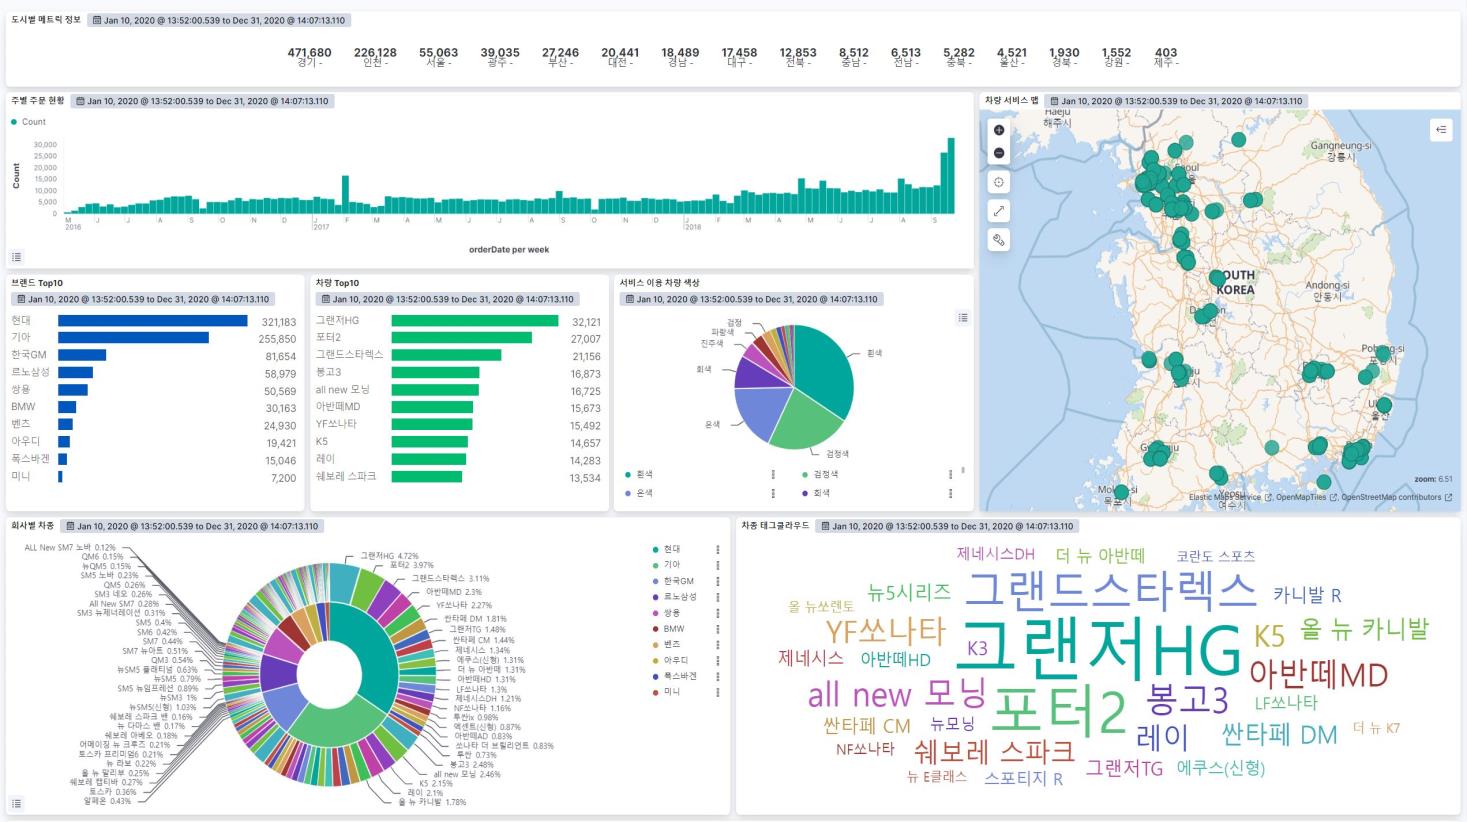 도시별 메트릭 정보 Jan 10, 2020 @ 13:52:00.539 to Dec 31, 2020 @ 14:07:13.110
471,680 226,128 55,063 39,035 27,246 20,441 18,489 17,458 12,853 8,512 6,513 5,282 4,521 1,930 1,552 403
경기 - 인천 - 서울 - 광주 - 부산 - 대전 - 경남 - 대구 - 전북 - 충남 - 전남 - 충북 - 울산 - 경북 - 강원 - 제주 -
주별 주문 현황 Jan 10, 2020 @ 13:52:00.539 to Dec 31, 2020 @ 14:07:13.110
Count
Count
30,000
25,000
20,000
15,000
10,000
5,000
0
M J J A S O N D J F M A M J J A S O N D J F M A M J J A S
2016 2017 2018
orderDate per week
차량 서비스 맵 Jan 10, 2020 @ 13:52:00.539 to Dec 31, 2020 @ 14:07:13.110
Haeju
해주시
Gangneung-si
강릉시
SOUTH
KOREA
Andong-si
안동시
울산
zoom: 6.51
Elastic Maps Service , OpenMapTiles , OpenStreetMap contributors
Yeosu
여수시
목포시
브랜드 Top10
Jan 10, 2020 @ 13:52:00.539 to Dec 31, 2020 @ 14:07:13.110
현대 321,183
기아 255,850
한국GM 81,654
르노삼성 58,979
쌍용 50,569
BMW 30,163
벤츠 24,930
아우디 19,421
폭스바겐 15,046
미니 7,200
차량 Top10
Jan 10, 2020 @ 13:52:00.539 to Dec 31, 2020 @ 14:07:13.110
그랜저HG 32,121
포터2 27,007
그랜드스타렉스 21,156
봉고3 16,873
all new 모닝 16,725
아반떼MD 15,673
YF쏘나타 15,492
K5 14,657
레이 14,283
쉐보레 스파크 13,534
서비스 이용 차량 색상
Jan 10, 2020 @ 13:52:00.539 to Dec 31, 2020 @ 14:07:13.110
검정
파랑색
진주색
회색
은색
흰색
검정색
흰색 검정색
은색 회색
회사별 차종 Jan 10, 2020 @ 13:52:00.539 to Dec 31, 2020 @ 14:07:13.110
ALL New SM7 노바 0.12%
QM6 0.15%
뉴QM5 0.15%
SM5 노바 0.23%
QM5 0.26%
SM3 네오 0.26%
All New SM7 0.28%
SM3 뉴제너레이션 0.31%
SM5 0.4%
SM6 0.42%
SM7 0.44%
SM7 뉴아트 0.51%
QM3 0.54%
뉴SM5 플래티넘 0.63%
뉴SM5 0.79%
SM5 뉴임프레션 0.89%
뉴SM3 1%
뉴SM5(신형) 1.03%
쉐보레 스파크 밴 0.16%
뉴 다마스 밴 0.17%
쉐보레 아베오 0.18%
어메이징 뉴 크루즈 0.21%
토스카 프리미엄6 0.21%
뉴 라보 0.22%
올 뉴 말리부 0.25%
쉐보레 캡티바 0.27%
토스카 0.36%
알페온 0.43%
그랜저HG 4.72%
포터2 3.97%
그랜드스타렉스 3.11%
아반떼MD 2.3%
YF쏘나타 2.27%
싼타페 DM 1.81%
그랜저TG 1.48%
싼타페 CM 1.44%
제네시스 1.34%
에쿠스(신형) 1.31%
더 뉴 아반떼 1.31%
아반떼HD 1.31%
LF쏘나타 1.3%
제네시스DH 1.21%
NF쏘나타 1.16%
투싼ix 0.98%
엑센트(신형) 0.87%
아반떼AD 0.83%
쏘나타 더 브릴리언트 0.83%
투싼 0.73%
봉고3 2.48%
all new 모닝 2.46%
K5 2.15%
레이 2.1%
올 뉴 카니발 1.78%
현대
기아
한국GM
르노삼성
쌍용
BMW
벤츠
아우디
폭스바겐
미니
차종 태그클라우드 Jan 10, 2020 @ 13:52:00.539 to Dec 31, 2020 @ 14:07:13.110
제네시스DH 더 뉴 아반떼 코란도 스포츠
뉴5시리즈 그랜드스타렉스 카니발 R
올 뉴쏘렌토
YF쏘나타 K3 그랜저HG K5 올 뉴 카니발
제네시스 아반떼HD 아반떼MD
all new 모닝 포터2 봉고3 LF쏘나타
싼타페 CM 뉴모닝 레이 싼타페 DM 더 뉴 K7
NF쏘나타 쉐보레 스파크 그랜저TG 에쿠스(신형)
뉴 E클래스 스포티지 R